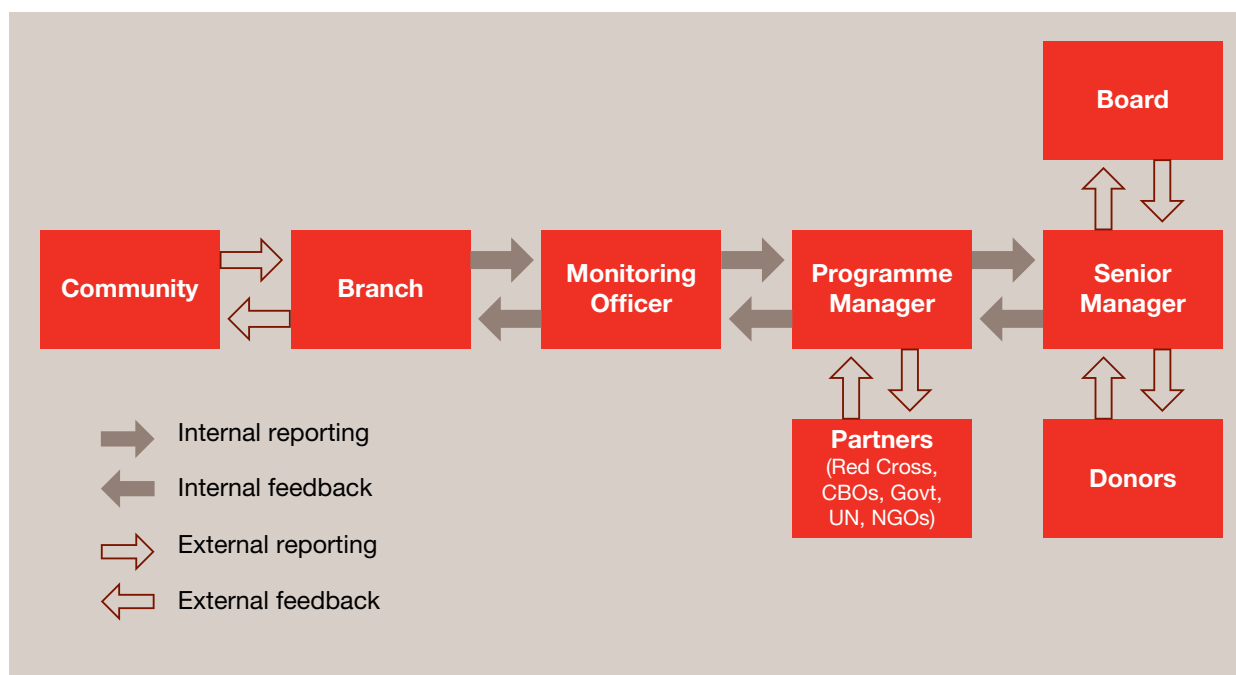 Board
Community
Branch
Monitoring
Officer
Programme
Manager
Senior
Manager
Partners
(Red Cross,
CBOs, Govt,
UN, NGOs)
Donors
Internal reporting
Internal feedback
External reporting
External feedback